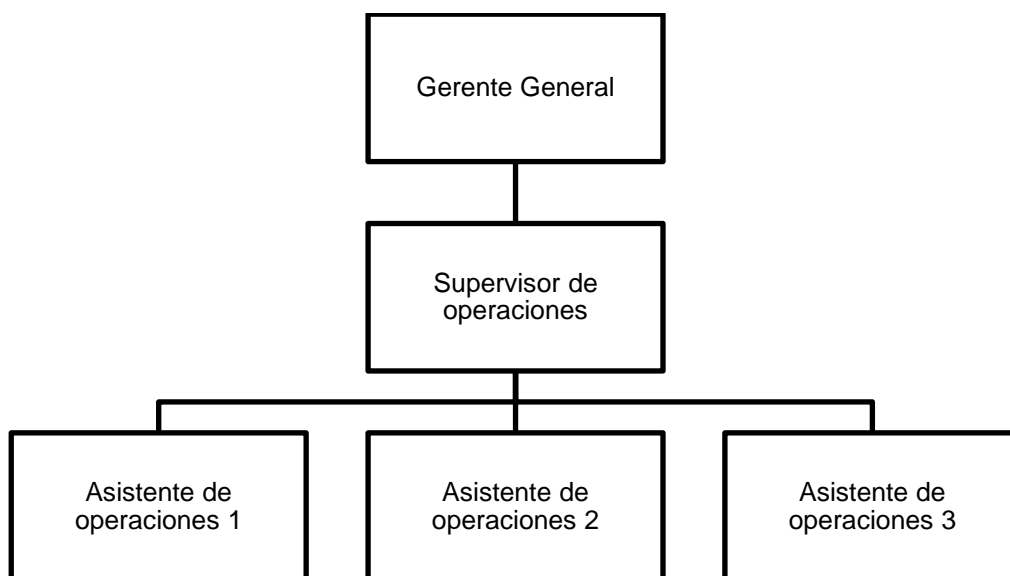 Gerente General
Supervisor de
operaciones
Asistente de
operaciones 1
Asistente de
operaciones 2
Asistente de
operaciones 3